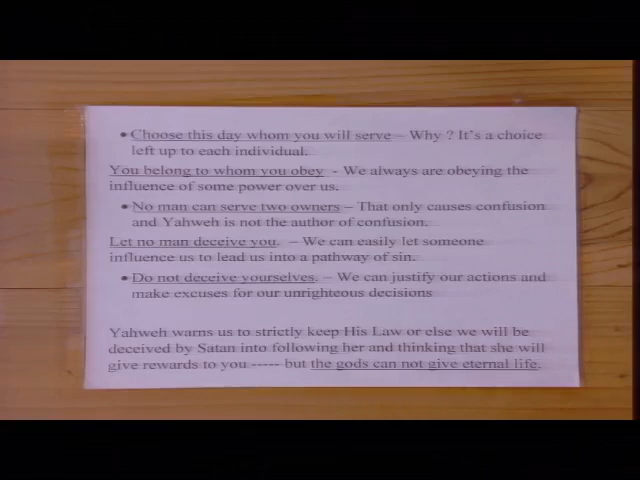 • Choose this day whom you will serve – Why ? It's a choice
left up to each individual.
You belong to whom you obey - We always are obeying the
influence of some power over us.
• No man can serve two owners – That only causes confusion
and Yahweh is not the author of confusion.
Let no man deceive you. – We can easily let someone
influence us to lead us into a pathway of sin.
• Do not deceive yourselves. – We can justify our actions and
make excuses for our unrighteous decisions
Yahweh warns us to strictly keep His Law or else we will be
deceived by Satan into following her and thinking that she will
give rewards to you ----- but the gods can not give eternal life.